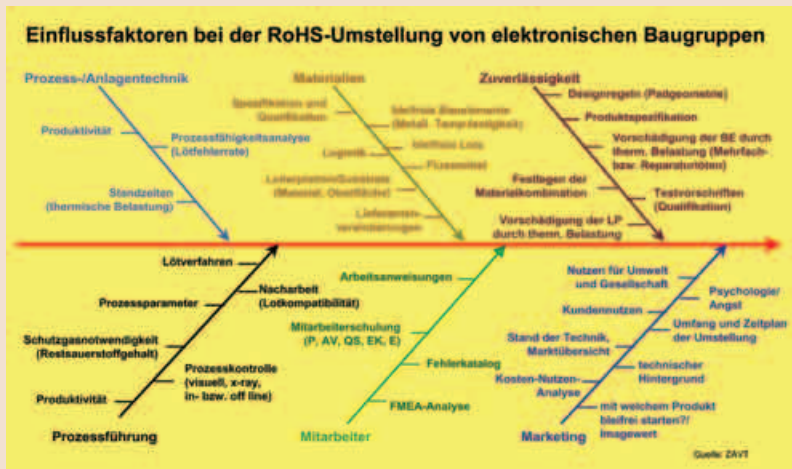 Einflussfaktoren bei der RoHS-Umstellung von elektronischen Baugruppen
Prozess-/Anlagentechnik
Produktivität
Prozessfähigkeitsanalyse
(Lötfehlerrate)
Standzeiten
(thermische Belastung)
Materialien
Spezifikation und
Qualifikation
bleifreie Bauelemente
(Metall. Temp.festigkeit)
Logistik
bleifreie Lote
Flussmittel
Leiterplatten/Substrate
(Material, Oberfläche)
Lieferanten-
vereinbarungen
Zuverlässigkeit
Designregeln (Padgeometrie)
Produktspezifikation
Vorschädigung der BE durch
therm. Belastung (Mehrfach-
bzw. Reparaturlöten)
Festlegen der
Materialkombination
Testvorschriften
(Qualifikation)
Vorschädigung der LP
durch therm. Belastung
Lötverfahren
Nacharbeit
(Lotkompatibilität)
Prozessparameter
Schutzgasnotwendigkeit
(Restsauerstoffgehalt)
Prozesskontrolle
(visuell, x-ray,
in- bzw. off line)
Produktivität
Prozessführung
Arbeitsanweisungen
Mitarbeiterschulung
(P, AV, QS, EK, E)
Fehlerkatalog
FMEA-Analyse
Mitarbeiter
Nutzen für Umwelt
und Gesellschaft
Psychologie/
Angst
Kundennutzen
Umfang und Zeitplan
der Umstellung
Stand der Technik,
Marktübersicht
technischer
Hintergrund
Kosten-Nutzen-
Analyse
mit welchem Produkt
bleifrei starten?/
Imagewert
Marketing
Quelle: ZAVT